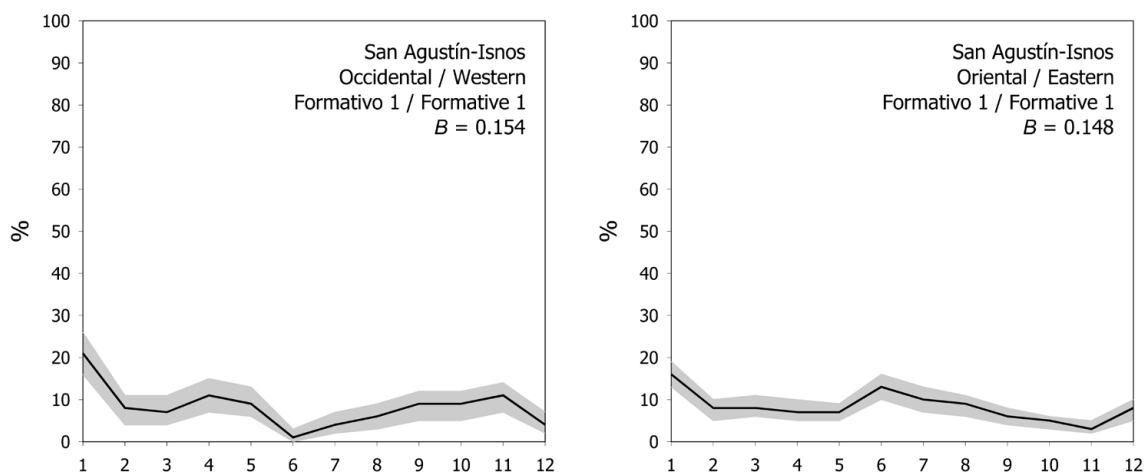 100
90
80
70
60
50
40
30
20
10
0
%
San Agustín-Isnos
Occidental / Western
Formativo 1 / Formative 1
B = 0.154
1 2 3 4 5 6 7 8 9 10 11 12
100
90
80
70
60
50
40
30
20
10
0
%
San Agustín-Isnos
Oriental / Eastern
Formativo 1 / Formative 1
B = 0.148
1 2 3 4 5 6 7 8 9 10 11 12